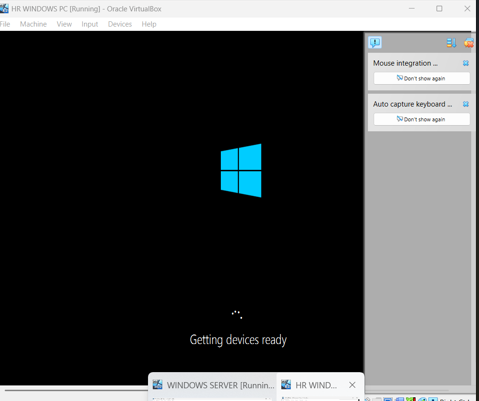 HR WINDOWS PC [Running] - Oracle VirtualBox
File Machine View Input Devices Help
Mouse integration ...
Don't show again
Auto capture keyboard ...
Don't show again
Getting devices ready
WINDOWS SERVER [Runnin... HR WIND...